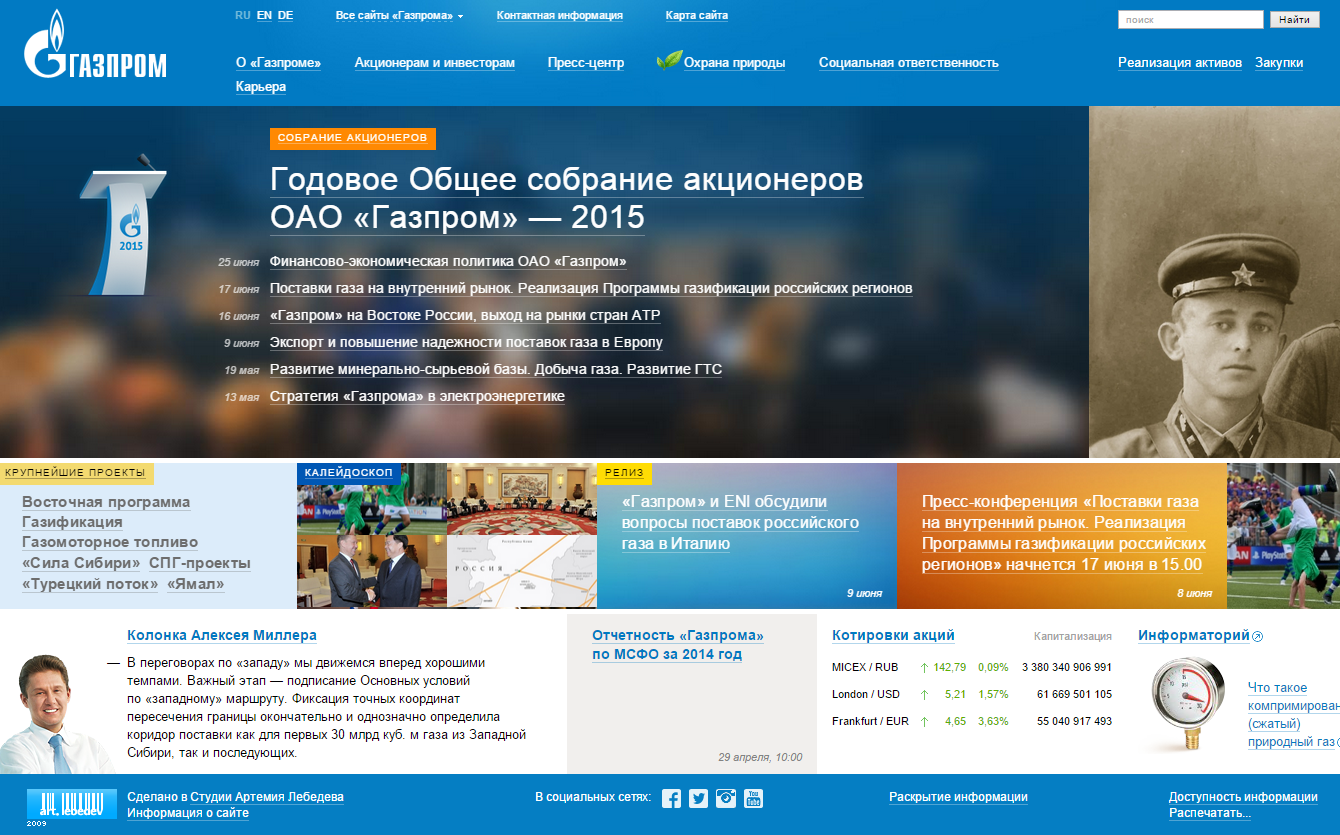 RU EN DE
Все сайты «Газпрома»
Контактная информация
Карта сайта
поиск
Найти
ГАЗПРОМ
О «Газпроме»
Акционерам и инвесторам
Пресс-центр
Охрана природы
Социальная ответственность
Карьера
Реализация активов
Закупки
СОБРАНИЕ АКЦИОНЕРОВ
Годовое Общее собрание акционеров
ОАО «Газпром» — 2015
2015
25 июня Финансово-экономическая политика ОАО «Газпром»
17 июня Поставки газа на внутренний рынок. Реализация Программы газификации российских регионов
16 июня «Газпром» на Востоке России, выход на рынки стран АТР
9 июня Экспорт и повышение надежности поставок газа в Европу
19 мая Развитие минерально-сырьевой базы. Добыча газа. Развитие ГТС
13 мая Стратегия «Газпрома» в электроэнергетике
КРУПНЕЙШИЕ ПРОЕКТЫ
Восточная программа
Газификация
Газомоторное топливо
«Сила Сибири» СПГ-проекты
«Турецкий поток» «Ямал»
КАЛЕЙДОСКОП
РОССИЯ
РЕЛИЗ
«Газпром» и ENI обсудили
вопросы поставок российского
газа в Италию
9 июня
Пресс-конференция «Поставки газа
на внутренний рынок. Реализация
Программы газификации российских
регионов» начнется 17 июня в 15.00
8 июня
PlayStation
Колонка Алексея Миллера
— В переговорах по «западу» мы движемся вперед хорошими
темпами. Важный этап — подписание Основных условий
по «западному» маршруту. Фиксация точных координат
пересечения границы окончательно и однозначно определила
коридор поставки как для первых 30 млрд куб. м газа из Западной
Сибири, так и последующих.
Отчетность «Газпрома»
по МСФО за 2014 год
29 апреля, 10:00
Котировки акций
Капитализация
MICEX / RUB ↑ 142,79 0,09% 3 380 340 906 991
London / USD ↑ 5,21 1,57% 61 669 501 105
Frankfurt / EUR ↑ 4,65 3,63% 55 040 917 493
Информаторий
Что такое
компримирован
(сжатый)
природный газ
art. lebedev
2009
Сделано в Студии Артемия Лебедева
Информация о сайте
В социальных сетях:
You
Tube
Раскрытие информации
Доступность информации
Распечатать...